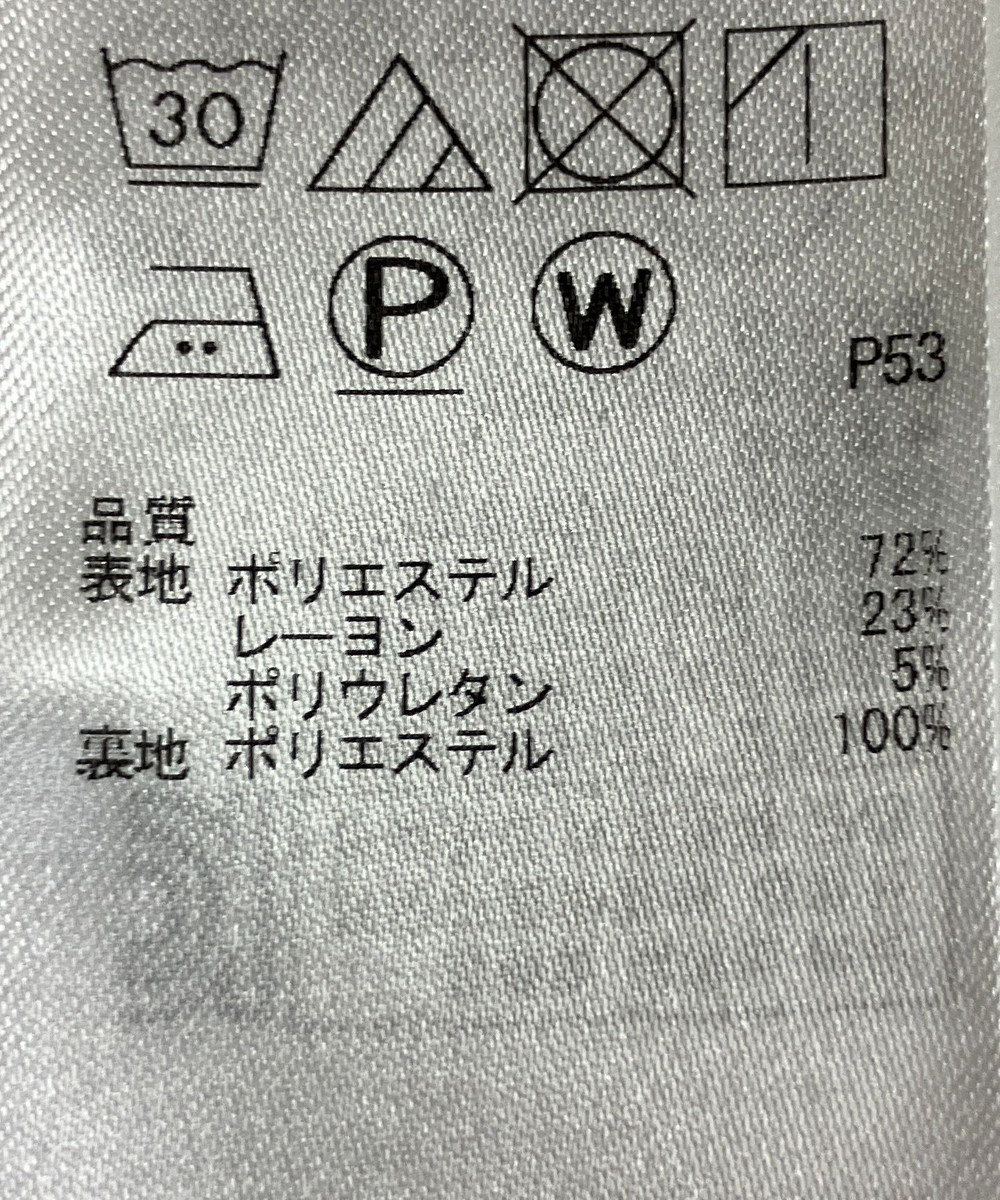 30
P W
P53
品質
表地 ポリエステル 72%
レーヨン 23%
ポリウレタン 5%
裏地 ポリエステル 100%